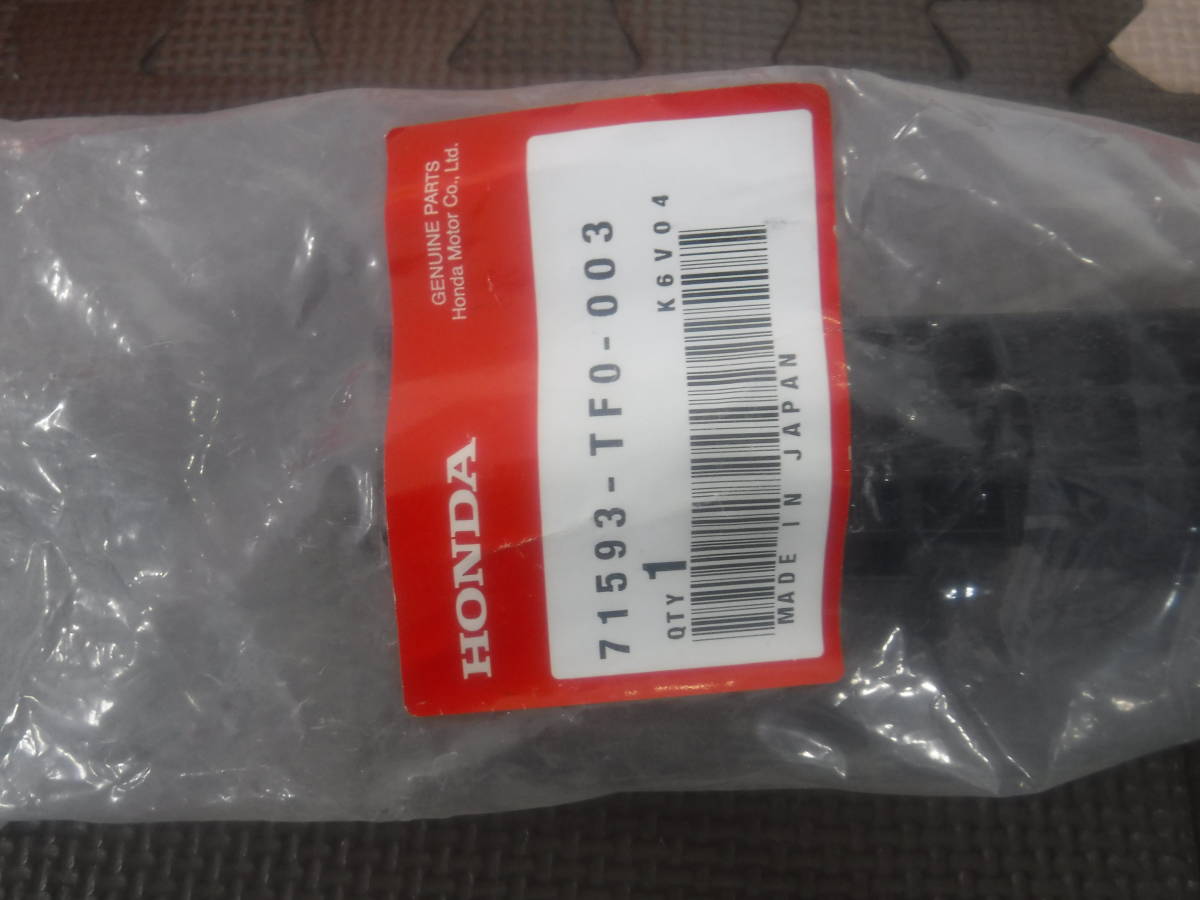 HONDA
GENUINE PARTS
Honda Motor Co., Ltd.
71593-TF0-003
QTY 1
K6V04
MADE IN JAPAN